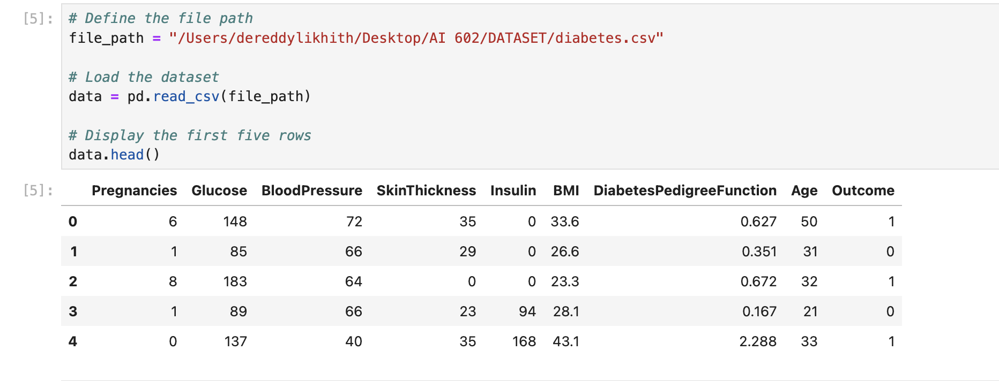 [5]: # Define the file path
file_path = "/Users/dereddylikhith/Desktop/AI 602/DATASET/diabetes.csv"
# Load the dataset
data = pd.read_csv(file_path)
# Display the first five rows
data.head()
[5]: Pregnancies Glucose BloodPressure SkinThickness Insulin BMI DiabetesPedigreeFunction Age Outcome
0 6 148 72 35 0 33.6 0.627 50 1
1 1 85 66 29 0 26.6 0.351 31 0
2 8 183 64 0 0 23.3 0.672 32 1
3 1 89 66 23 94 28.1 0.167 21 0
4 0 137 40 35 168 43.1 2.288 33 1